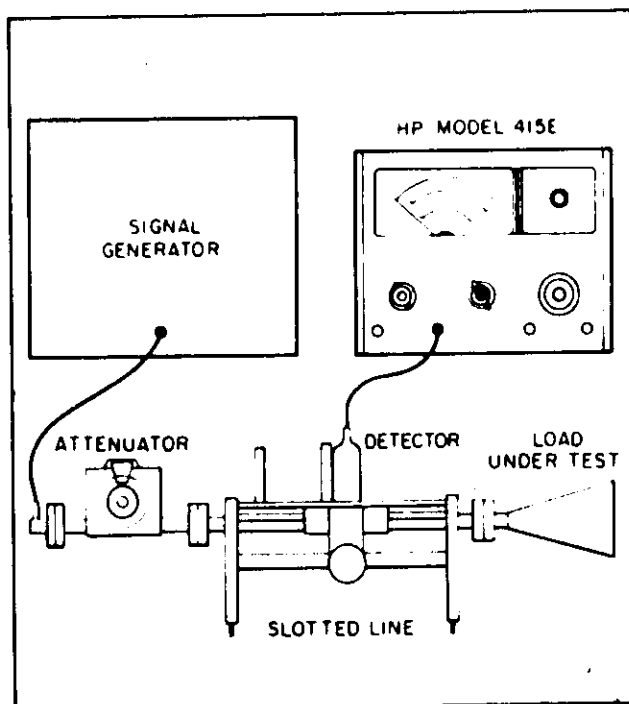 HP MODEL 415E
SIGNAL
GENERATOR
ATTENUATOR
DETECTOR
LOAD
UNDER TEST
SLOTTED LINE